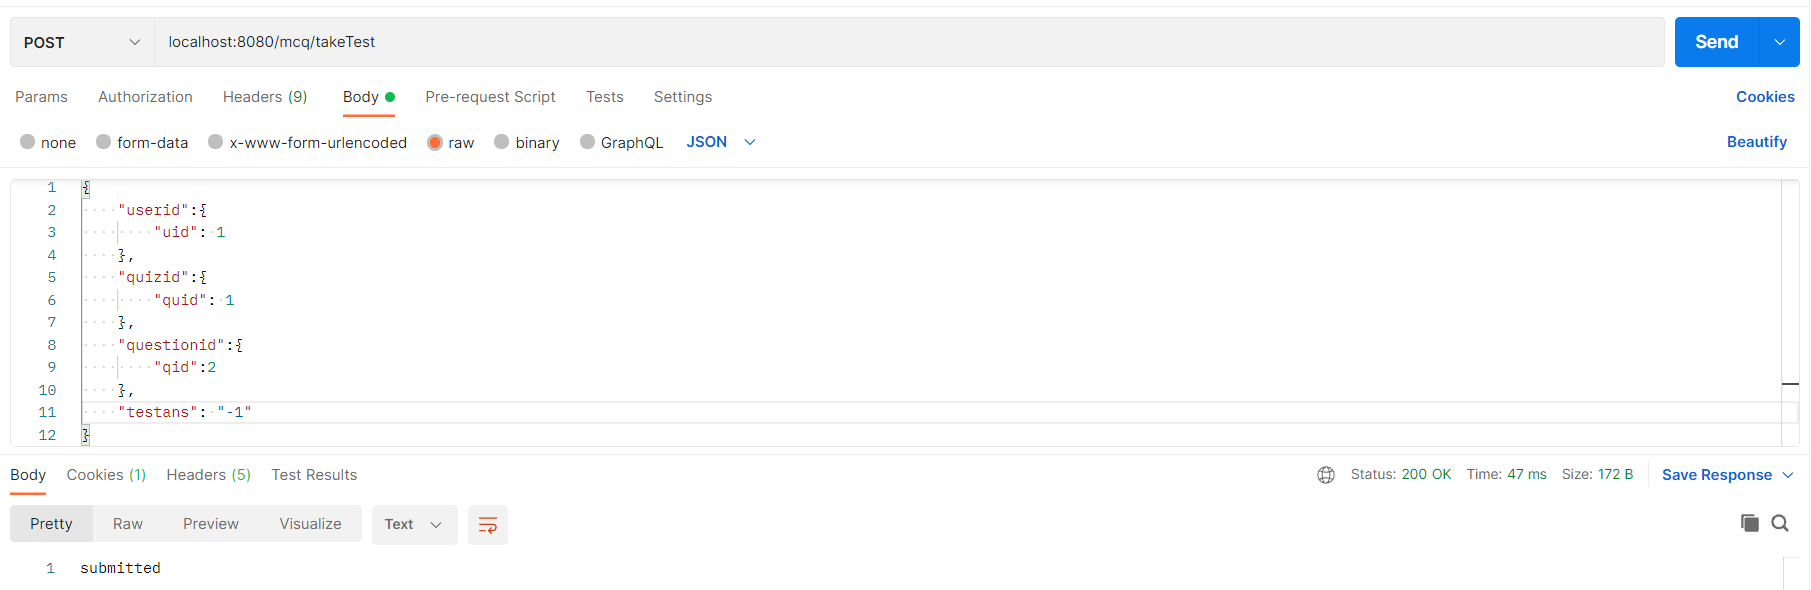 POST localhost:8080/mcq/takeTest Send
Params Authorization Headers (9) Body Pre-request Script Tests Settings Cookies
none form-data x-www-form-urlencoded raw binary GraphQL JSON Beautify
1 {
2 "userid":{
3 "uid": 1
4 },
5 "quizid":{
6 "quid": 1
7 },
8 "questionid":{
9 "qid":2
10 },
11 "testans": "-1"
12 }
Body Cookies (1) Headers (5) Test Results Status: 200 OK Time: 47 ms Size: 172 B Save Response
Pretty Raw Preview Visualize Text
1 submitted